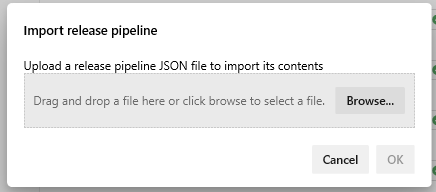 Import release pipeline
Upload a release pipeline JSON file to import its contents
Drag and drop a file here or click browse to select a file. Browse...
Cancel OK